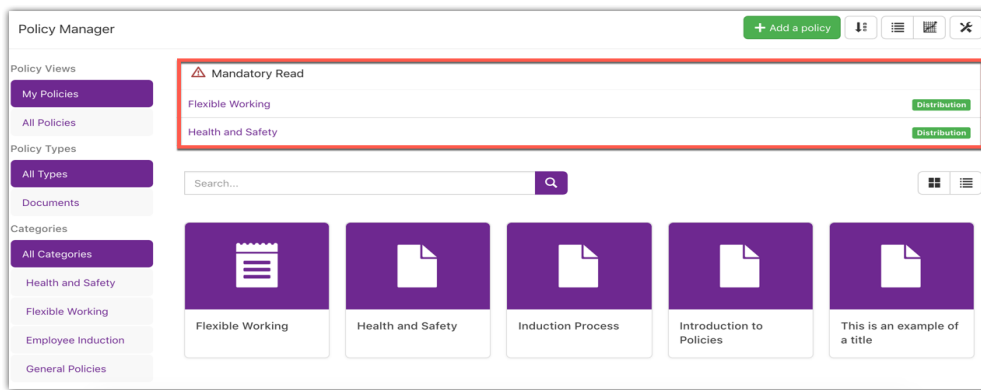 Policy Manager
+ Add a policy
Policy Views
My Policies
All Policies
Policy Types
All Types
Documents
Categories
All Categories
Health and Safety
Flexible Working
Employee Induction
General Policies
Mandatory Read
Flexible Working
Distribution
Health and Safety
Distribution
Search...
Flexible Working
Health and Safety
Induction Process
Introduction to
Policies
This is an example of
a title